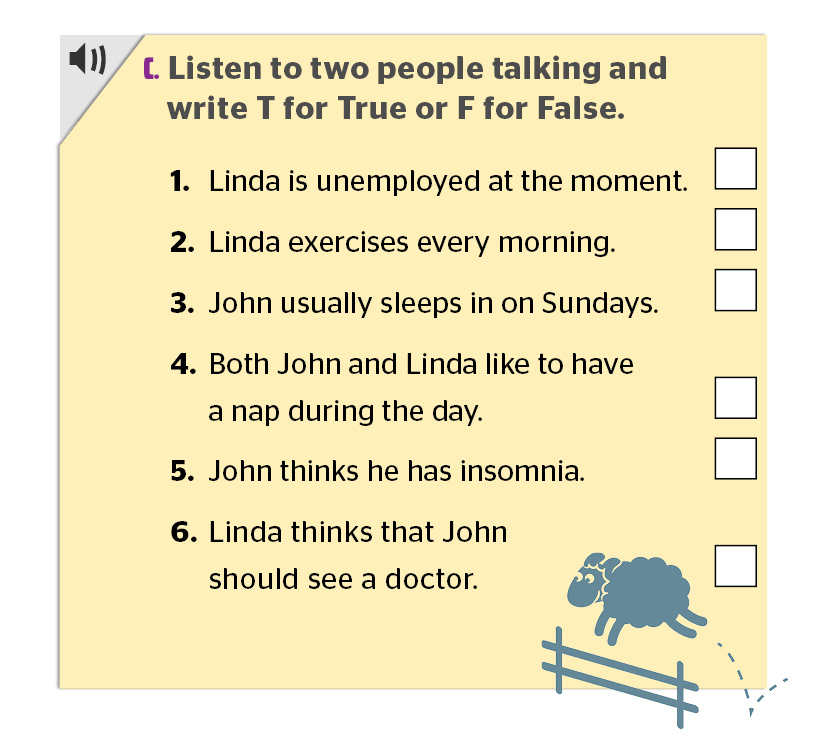 C. Listen to two people talking and
write T for True or F for False.
1. Linda is unemployed at the moment.
2. Linda exercises every morning.
3. John usually sleeps in on Sundays.
4. Both John and Linda like to have
a nap during the day.
5. John thinks he has insomnia.
6. Linda thinks that John
should see a doctor.